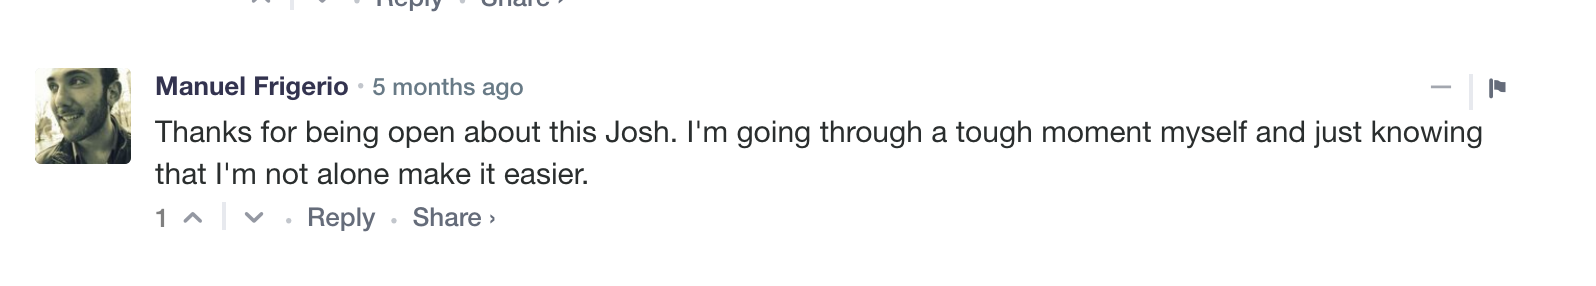 Reply • Share ›
Manuel Frigerio • 5 months ago
Thanks for being open about this Josh. I'm going through a tough moment myself and just knowing
that I'm not alone make it easier.
1 • Reply • Share ›